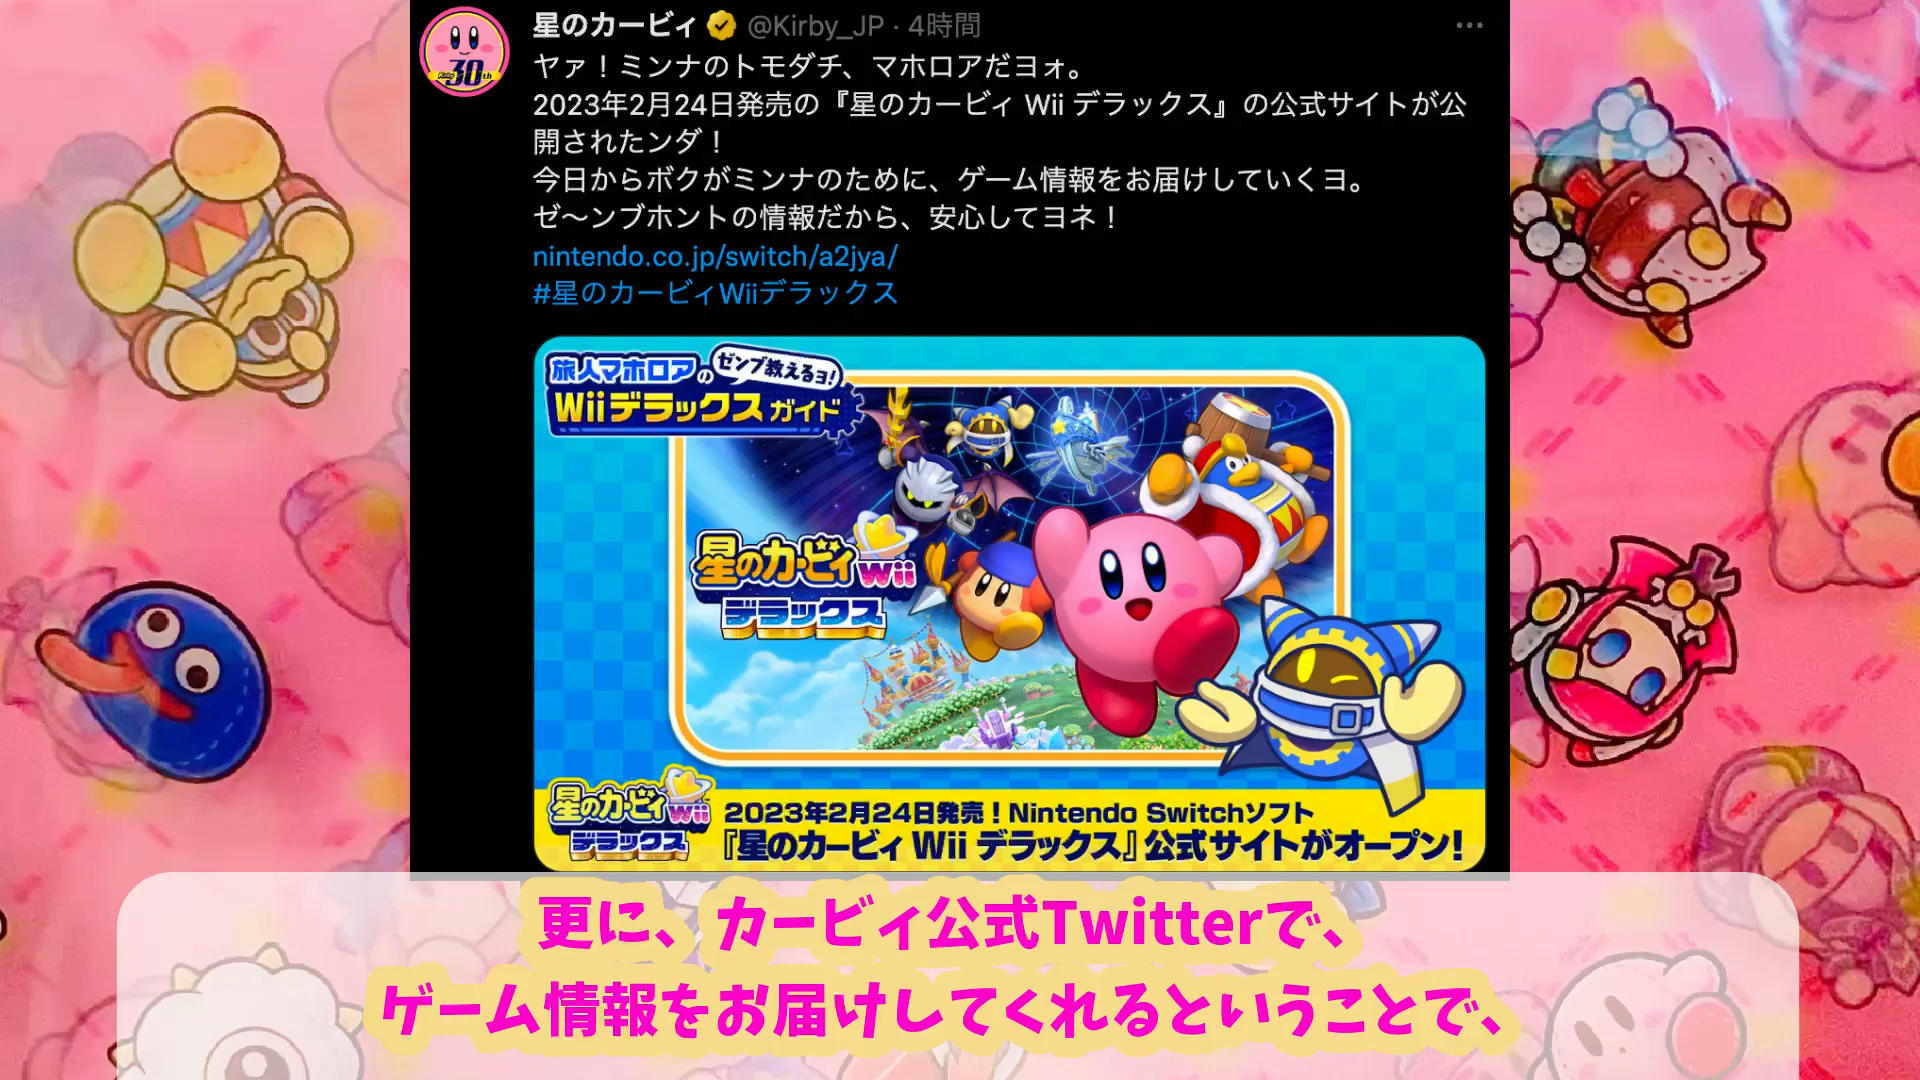 星のカービィ @Kirby_JP · 4時間
ヤァ！ミンナのトモダチ、マホロアだヨォ。
2023年2月24日発売の『星のカービィ Wii デラックス』の公式サイトが公
開されたンダ！
今日からボクがミンナのために、ゲーム情報をお届けしていくヨ。
ゼ〜ンブホントの情報だから、安心してヨネ！
nintendo.co.jp/switch/a2jya/
#星のカービィWiiデラックス
Kirby 30th
旅人マホロアの ゼンブ教えるヨ！
Wiiデラックス ガイド
星のカービィ Wii
デラックス
星のカービィ Wii
デラックス
2023年2月24日発売！Nintendo Switchソフト
『星のカービィ Wii デラックス』公式サイトがオープン！
更に、カービィ公式Twitterで、
ゲーム情報をお届けしてくれるということで、